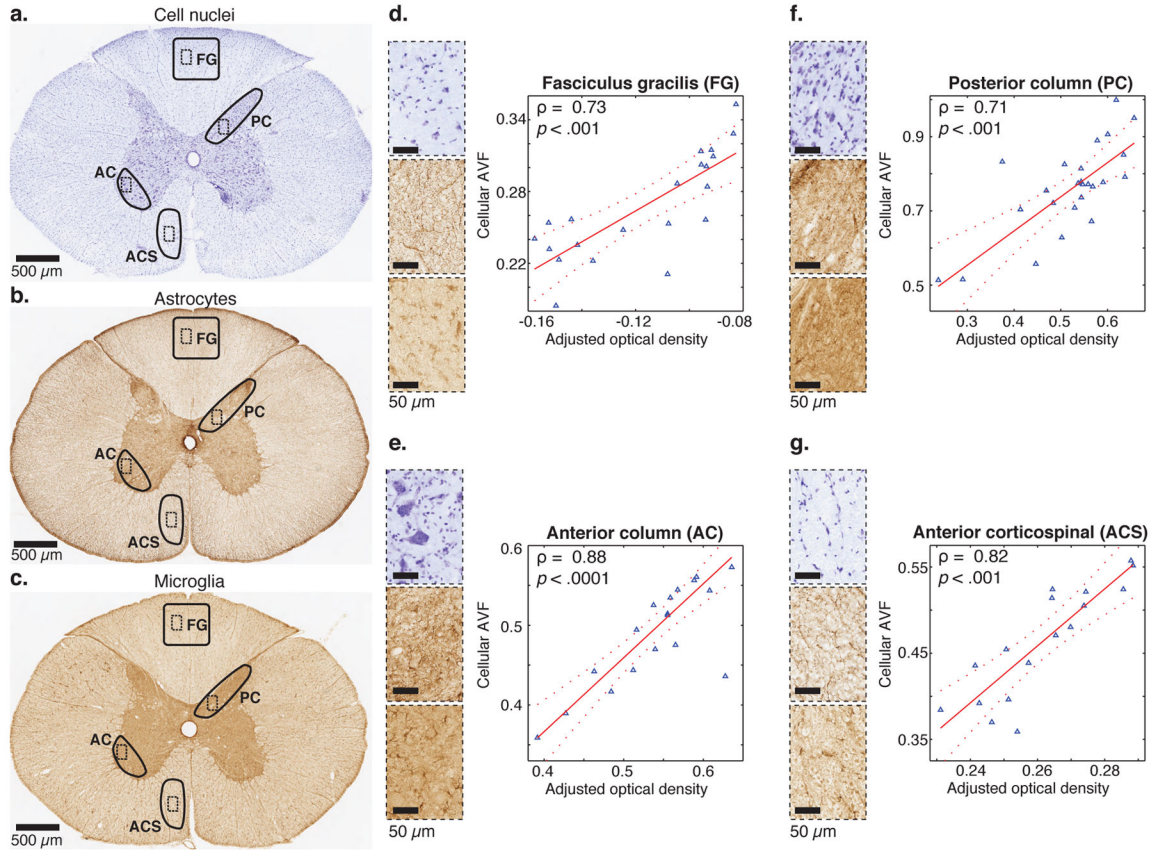 a.
Cell nuclei
FG
PC
AC
ACS
500 µm
b.
Astrocytes
FG
PC
AC
ACS
500 µm
c.
Microglia
FG
PC
AC
ACS
500 µm
d.
50 µm
Fasciculus gracilis (FG)
ρ = 0.73
p < .001
Cellular AVF
0.34
0.28
0.22
-0.16 -0.12 -0.08
Adjusted optical density
e.
50 µm
Anterior column (AC)
ρ = 0.88
p < .0001
Cellular AVF
0.6
0.5
0.4
0.4 0.5 0.6
Adjusted optical density
f.
50 µm
Posterior column (PC)
ρ = 0.71
p < .001
Cellular AVF
0.9
0.7
0.5
0.3 0.4 0.5 0.6
Adjusted optical density
g.
50 µm
Anterior corticospinal (ACS)
ρ = 0.82
p < .001
Cellular AVF
0.55
0.45
0.35
0.24 0.26 0.28
Adjusted optical density